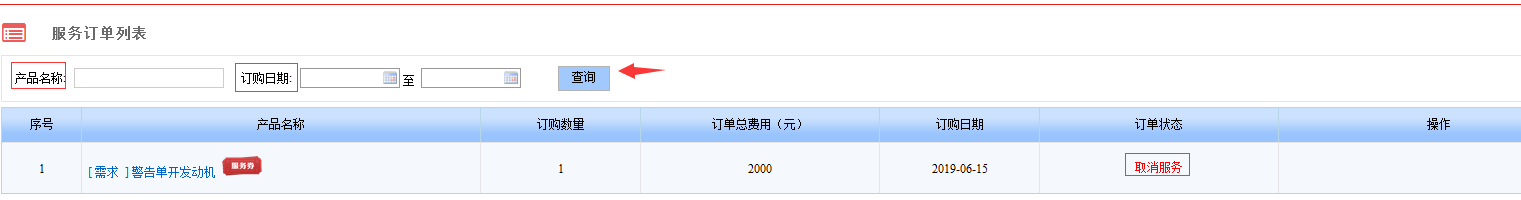 服务订单列表
产品名称: 订购日期: 至 查询
序号 产品名称 订购数量 订单总费用（元） 订购日期 订单状态 操作
1 [需求 ]警告单开发动机 服务券 1 2000 2019-06-15 取消服务